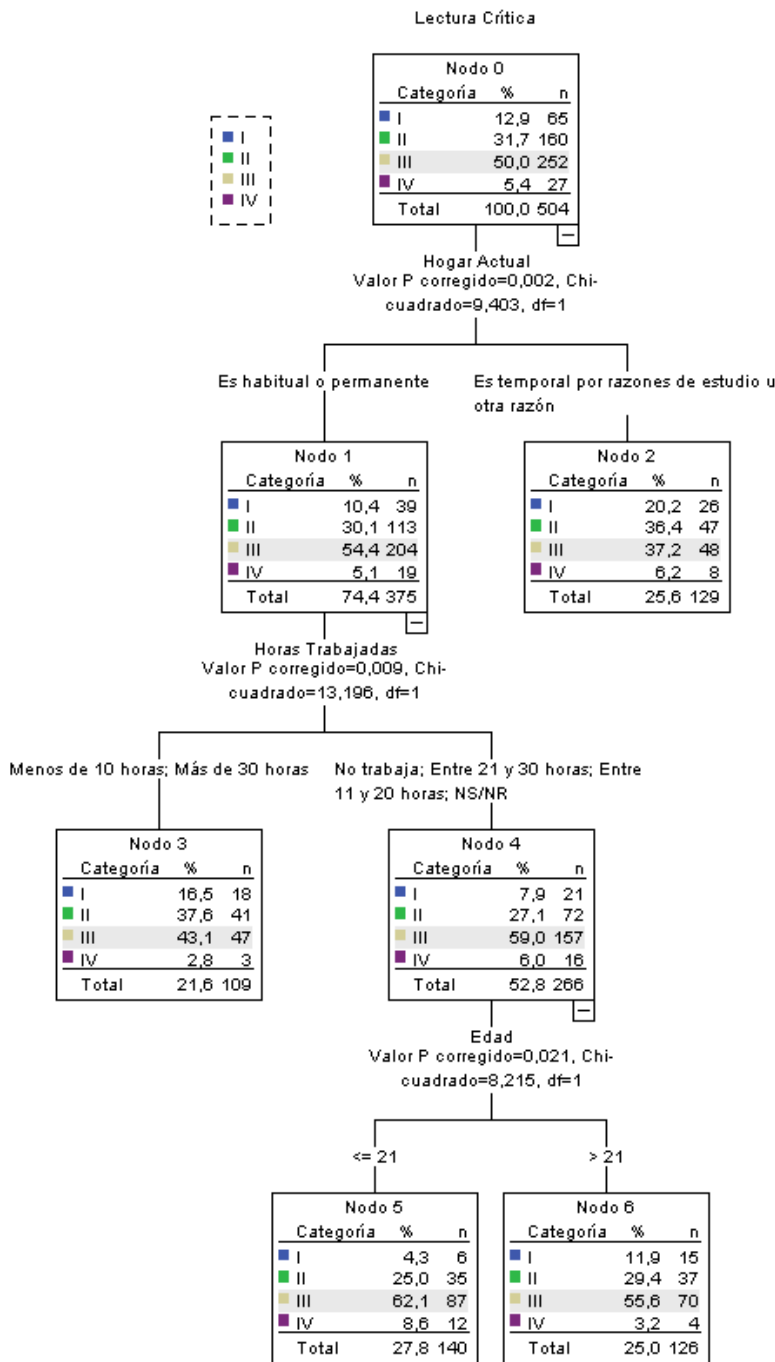 Lectura Crítica
Nodo 0
Categoría % n
I 12,9 65
II 31,7 160
III 50,0 252
IV 5,4 27
Total 100,0 504
I
II
III
IV
Hogar Actual
Valor P corregido=0,002, Chi-
cuadrado=9,403, df=1
Es habitual o permanente
Es temporal por razones de estudio u
otra razón
Nodo 1
Categoría % n
I 10,4 39
II 30,1 113
III 54,4 204
IV 5,1 19
Total 74,4 375
Nodo 2
Categoría % n
I 20,2 26
II 36,4 47
III 37,2 48
IV 6,2 8
Total 25,6 129
Horas Trabajadas
Valor P corregido=0,009, Chi-
cuadrado=13,196, df=1
Menos de 10 horas; Más de 30 horas
No trabaja; Entre 21 y 30 horas; Entre
11 y 20 horas; NS/NR
Nodo 3
Categoría % n
I 16,5 18
II 37,6 41
III 43,1 47
IV 2,8 3
Total 21,6 109
Nodo 4
Categoría % n
I 7,9 21
II 27,1 72
III 59,0 157
IV 6,0 16
Total 52,8 266
Edad
Valor P corregido=0,021, Chi-
cuadrado=8,215, df=1
<= 21
> 21
Nodo 5
Categoría % n
I 4,3 6
II 25,0 35
III 62,1 87
IV 8,6 12
Total 27,8 140
Nodo 6
Categoría % n
I 11,9 15
II 29,4 37
III 55,6 70
IV 3,2 4
Total 25,0 126